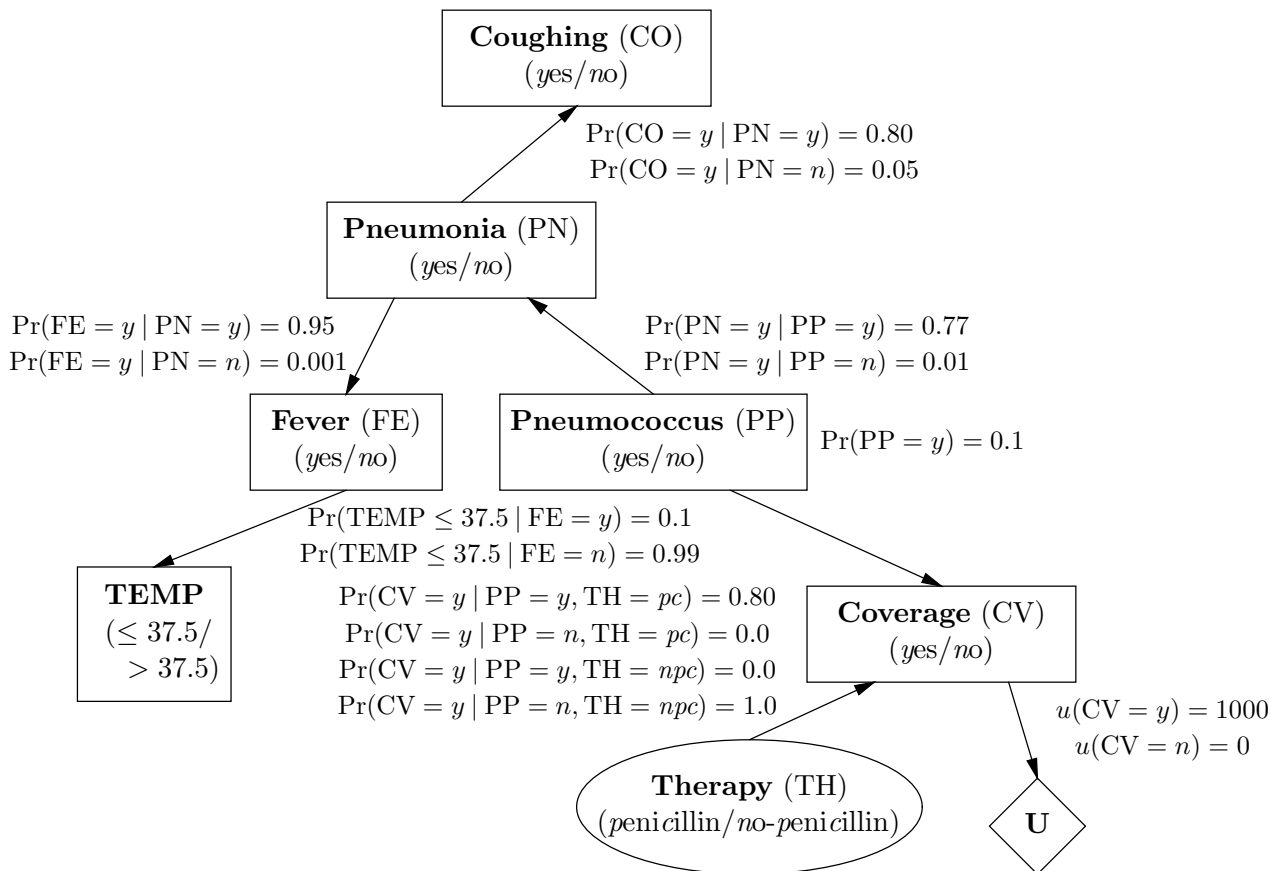 Coughing (CO)
(yes/no)
Pr(CO = y | PN = y) = 0.80
Pr(CO = y | PN = n) = 0.05
Pneumonia (PN)
(yes/no)
Pr(FE = y | PN = y) = 0.95
Pr(FE = y | PN = n) = 0.001
Pr(PN = y | PP = y) = 0.77
Pr(PN = y | PP = n) = 0.01
Fever (FE)
(yes/no)
Pneumococcus (PP)
(yes/no)
Pr(PP = y) = 0.1
Pr(TEMP ≤ 37.5 | FE = y) = 0.1
Pr(TEMP ≤ 37.5 | FE = n) = 0.99
TEMP
(≤ 37.5/
> 37.5)
Pr(CV = y | PP = y, TH = pc) = 0.80
Pr(CV = y | PP = n, TH = pc) = 0.0
Pr(CV = y | PP = y, TH = npc) = 0.0
Pr(CV = y | PP = n, TH = npc) = 1.0
Coverage (CV)
(yes/no)
u(CV = y) = 1000
u(CV = n) = 0
Therapy (TH)
(penicillin/no-penicillin)
U